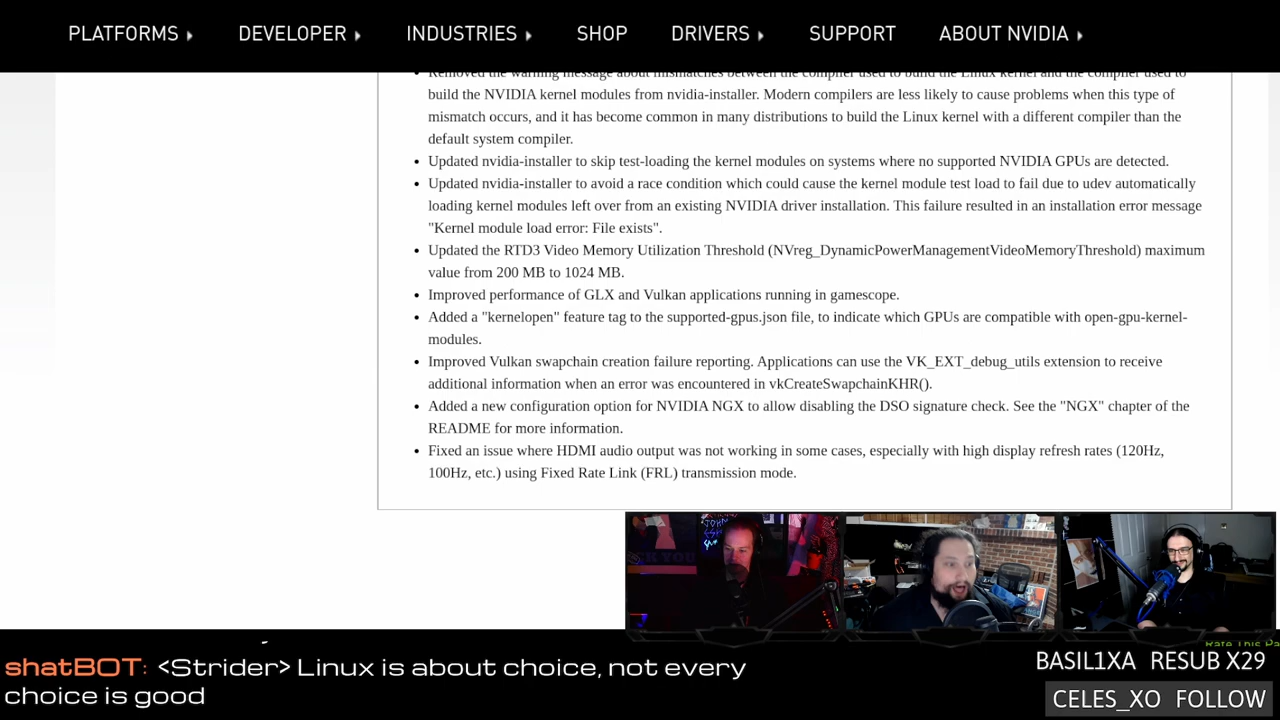 PLATFORMS DEVELOPER INDUSTRIES SHOP DRIVERS SUPPORT ABOUT NVIDIA
Removed the warning message about mismatches between the compiler used to build the Linux kernel and the compiler used to
build the NVIDIA kernel modules from nvidia-installer. Modern compilers are less likely to cause problems when this type of
mismatch occurs, and it has become common in many distributions to build the Linux kernel with a different compiler than the
default system compiler.
Updated nvidia-installer to skip test-loading the kernel modules on systems where no supported NVIDIA GPUs are detected.
Updated nvidia-installer to avoid a race condition which could cause the kernel module test load to fail due to udev automatically
loading kernel modules left over from an existing NVIDIA driver installation. This failure resulted in an installation error message
"Kernel module load error: File exists".
Updated the RTD3 Video Memory Utilization Threshold (NVreg_DynamicPowerManagementVideoMemoryThreshold) maximum
value from 200 MB to 1024 MB.
Improved performance of GLX and Vulkan applications running in gamescope.
Added a "kernelopen" feature tag to the supported-gpus.json file, to indicate which GPUs are compatible with open-gpu-kernel-
modules.
Improved Vulkan swapchain creation failure reporting. Applications can use the VK_EXT_debug_utils extension to receive
additional information when an error was encountered in vkCreateSwapchainKHR().
Added a new configuration option for NVIDIA NGX to allow disabling the DSO signature check. See the "NGX" chapter of the
README for more information.
Fixed an issue where HDMI audio output was not working in some cases, especially with high display refresh rates (120Hz,
100Hz, etc.) using Fixed Rate Link (FRL) transmission mode.
Rate This Pa
shatBOT: <Strider> Linux is about choice, not every
choice is good
BASIL1XA RESUB X29
CELES_XO FOLLOW